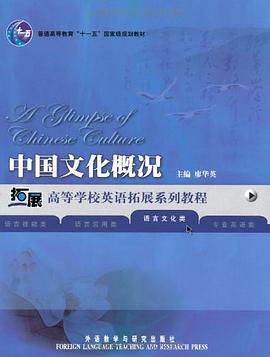 普通高等教育“十一五”国家级规划教材
A Glimpse of
Chinese Culture
中国文化概况
主编 廖华英
拓展
高等学校英语拓展系列教程
语言技能类 语言应用类 语言文化类 专业英语类
外语教学与研究出版社
FOREIGN LANGUAGE TEACHING AND RESEARCH PRESS